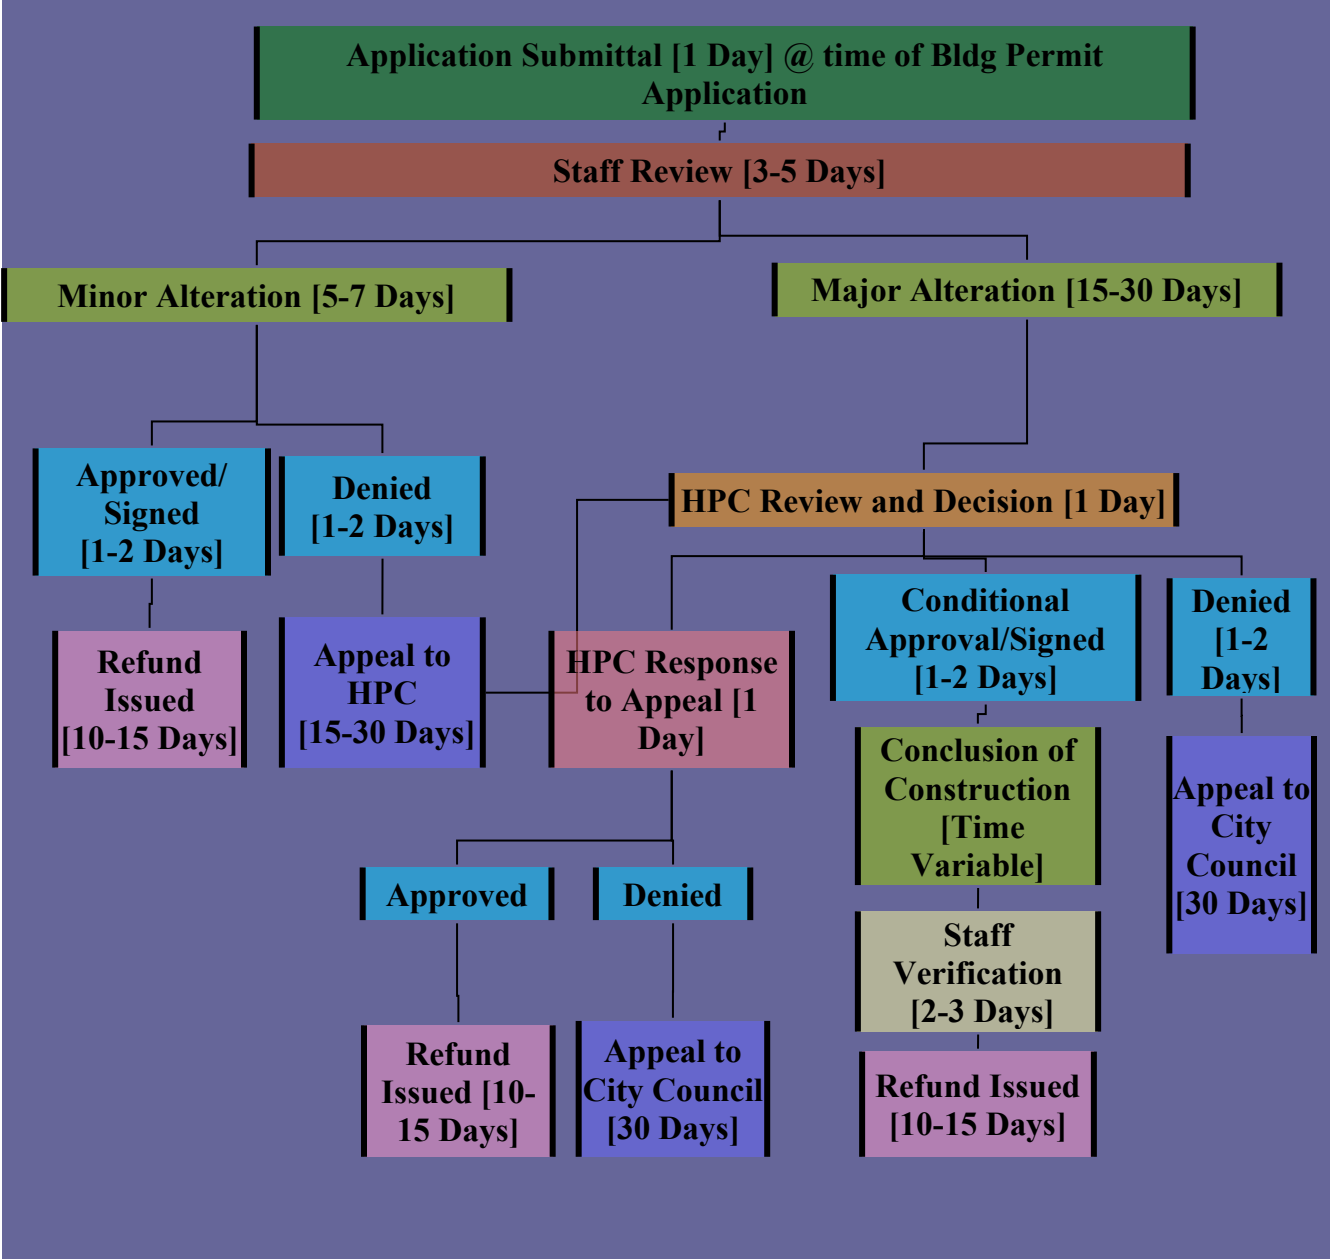 Application Submittal [1 Day] @ time of Bldg Permit
Application
Staff Review [3-5 Days]
Minor Alteration [5-7 Days]
Major Alteration [15-30 Days]
Approved/
Signed
[1-2 Days]
Denied
[1-2 Days]
HPC Review and Decision [1 Day]
Refund
Issued
[10-15 Days]
Appeal to
HPC
[15-30 Days]
HPC Response
to Appeal [1
Day]
Conditional
Approval/Signed
[1-2 Days]
Denied
[1-2
Days]
Conclusion of
Construction
[Time
Variable]
Appeal to
City
Council
[30 Days]
Approved
Denied
Staff
Verification
[2-3 Days]
Refund
Issued [10-
15 Days]
Appeal to
City Council
[30 Days]
Refund Issued
[10-15 Days]